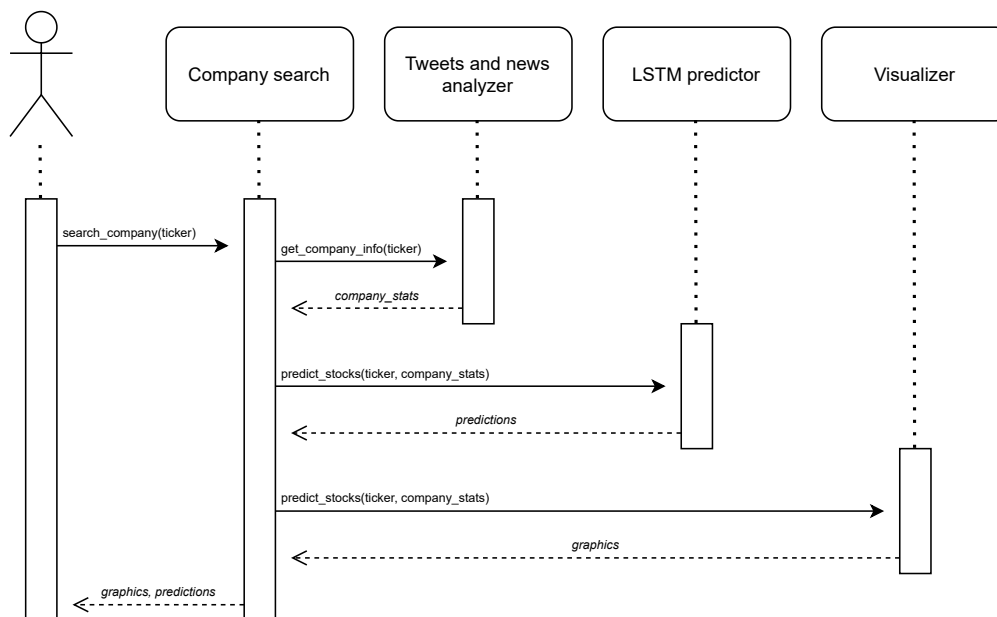 Company search
Tweets and news
analyzer
LSTM predictor
Visualizer
search_company(ticker)
get_company_info(ticker)
company_stats
predict_stocks(ticker, company_stats)
predictions
predict_stocks(ticker, company_stats)
graphics
graphics, predictions